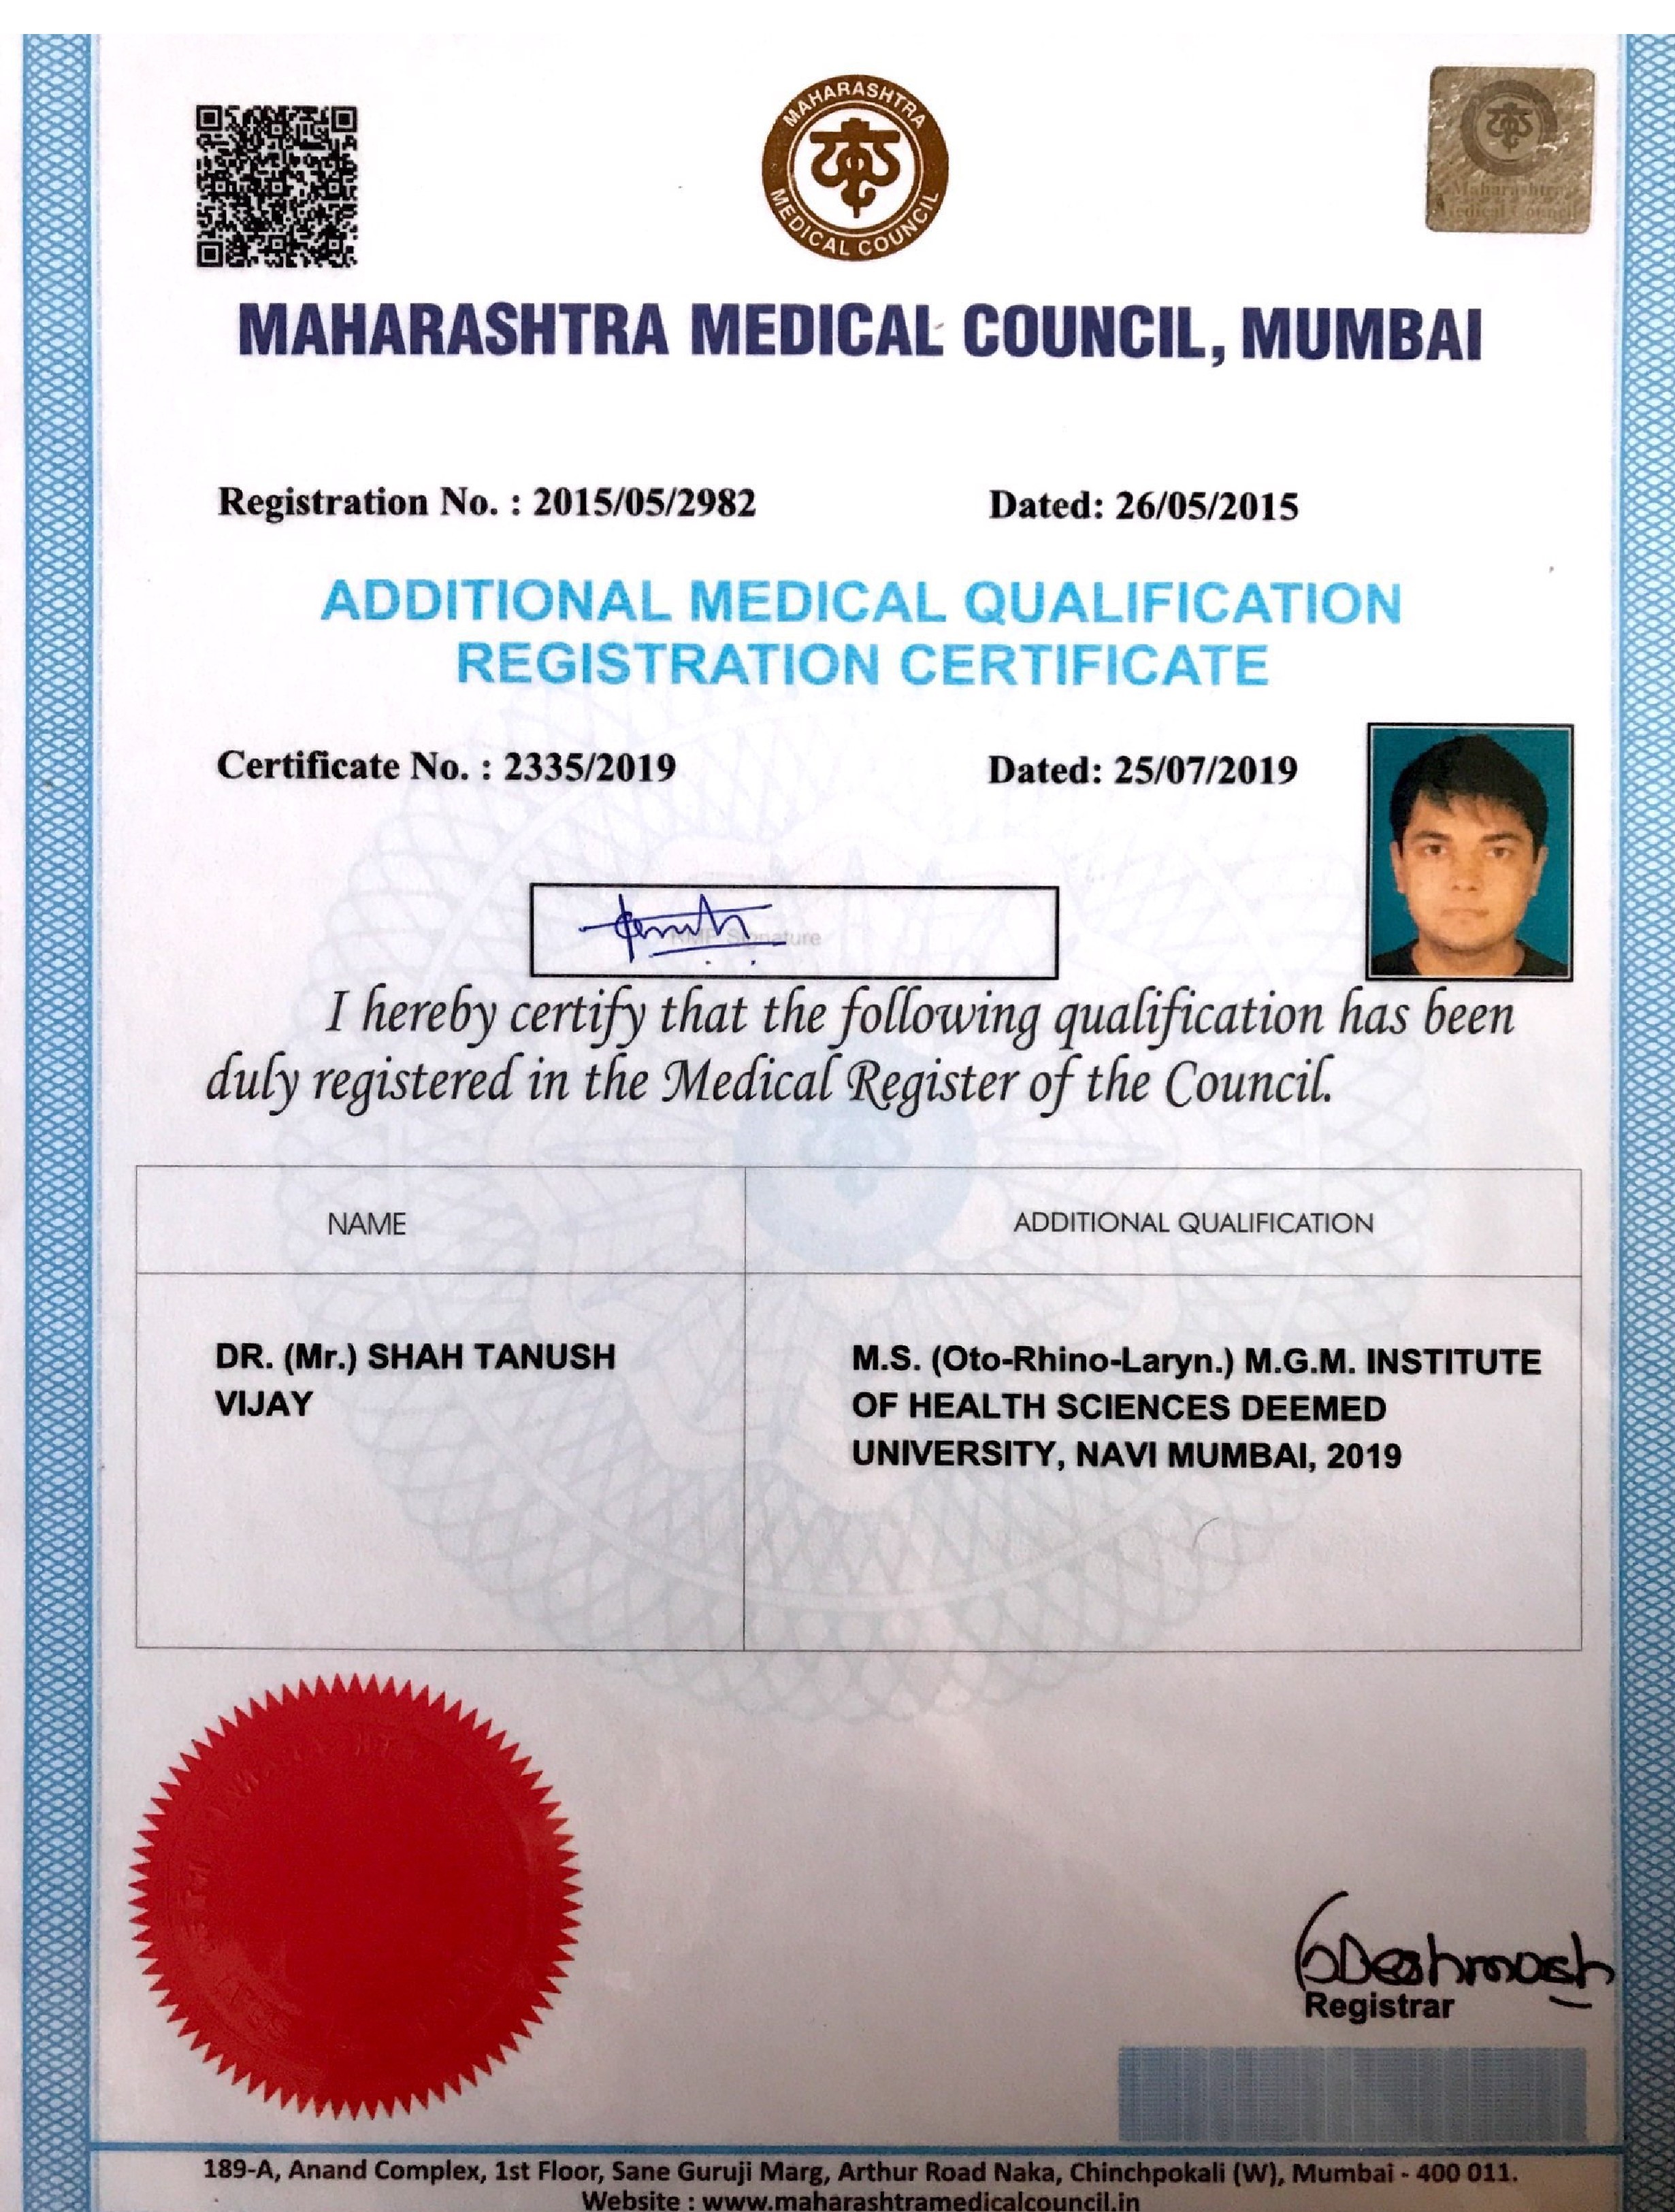 MAHARASHTRA
MEDICAL COUNCIL
Maharashtra
Medical Council
MAHARASHTRA MEDICAL COUNCIL, MUMBAI
Registration No. : 2015/05/2982 Dated: 26/05/2015
ADDITIONAL MEDICAL QUALIFICATION
REGISTRATION CERTIFICATE
Certificate No. : 2335/2019 Dated: 25/07/2019
RMP Signature
I hereby certify that the following qualification has been
duly registered in the Medical Register of the Council.
NAME ADDITIONAL QUALIFICATION
DR. (Mr.) SHAH TANUSH M.S. (Oto-Rhino-Laryn.) M.G.M. INSTITUTE
VIJAY OF HEALTH SCIENCES DEEMED
UNIVERSITY, NAVI MUMBAI, 2019
Registrar
189-A, Anand Complex, 1st Floor, Sane Guruji Marg, Arthur Road Naka, Chinchpokali (W), Mumbai - 400 011.
Website : www.maharashtramedicalcouncil.in